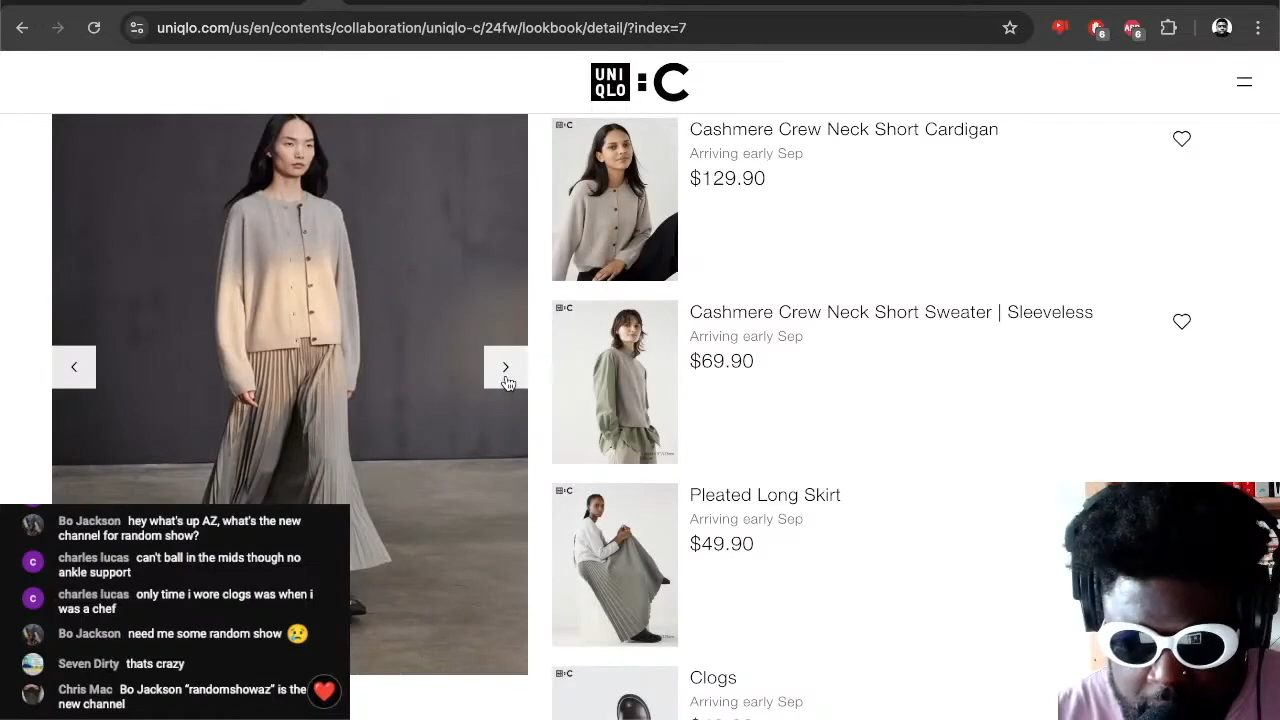 uniqlo.com/us/en/contents/collaboration/uniqlo-c/24fw/lookbook/detail/?index=7
6
6
UNI
QLO
:C
Cashmere Crew Neck Short Cardigan
Arriving early Sep
$129.90
Cashmere Crew Neck Short Sweater | Sleeveless
Arriving early Sep
$69.90
Pleated Long Skirt
Arriving early Sep
$49.90
Clogs
Arriving early Sep
Bo Jackson hey what's up AZ, what's the new
channel for random show?
charles lucas can't ball in the mids though no
ankle support
charles lucas only time i wore clogs was when i
was a chef
Bo Jackson need me some random show 😢
Seven Dirty thats crazy
Chris Mac Bo Jackson “randomshowaz” is the
new channel